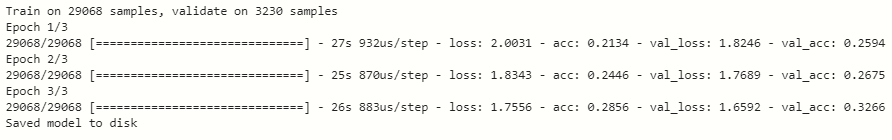 Train on 29068 samples, validate on 3230 samples
Epoch 1/3
29068/29068 [==============================] - 27s 932us/step - loss: 2.0031 - acc: 0.2134 - val_loss: 1.8246 - val_acc: 0.2594
Epoch 2/3
29068/29068 [==============================] - 25s 870us/step - loss: 1.8343 - acc: 0.2446 - val_loss: 1.7689 - val_acc: 0.2675
Epoch 3/3
29068/29068 [==============================] - 26s 883us/step - loss: 1.7556 - acc: 0.2856 - val_loss: 1.6592 - val_acc: 0.3266
Saved model to disk